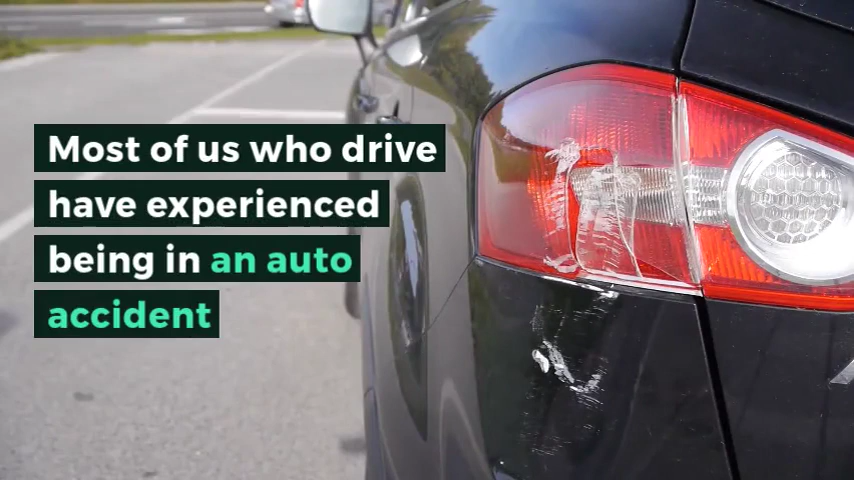 Most of us who drive
have experienced
being in an auto
accident